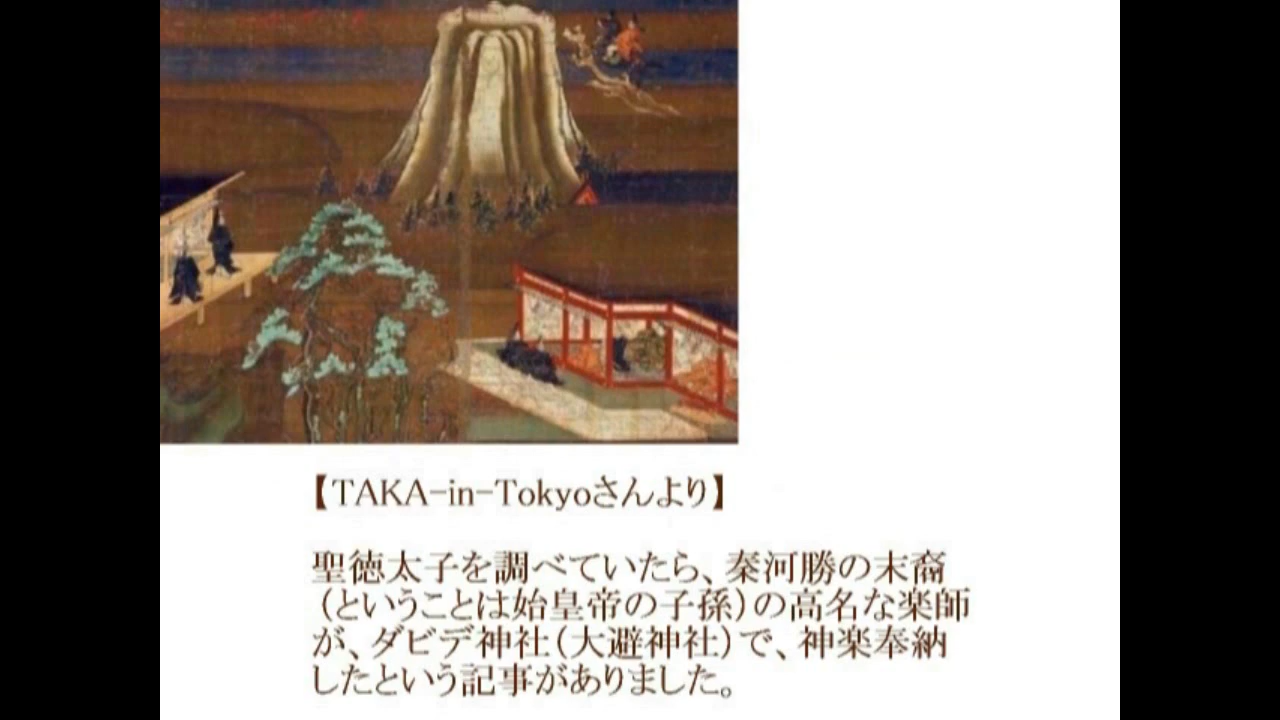 【TAKA-in-Tokyoさんより】
聖徳太子を調べていたら、秦河勝の末裔
（ということは始皇帝の子孫）の高名な楽師
が、ダビデ神社（大避神社）で、神楽奉納
したという記事がありました。